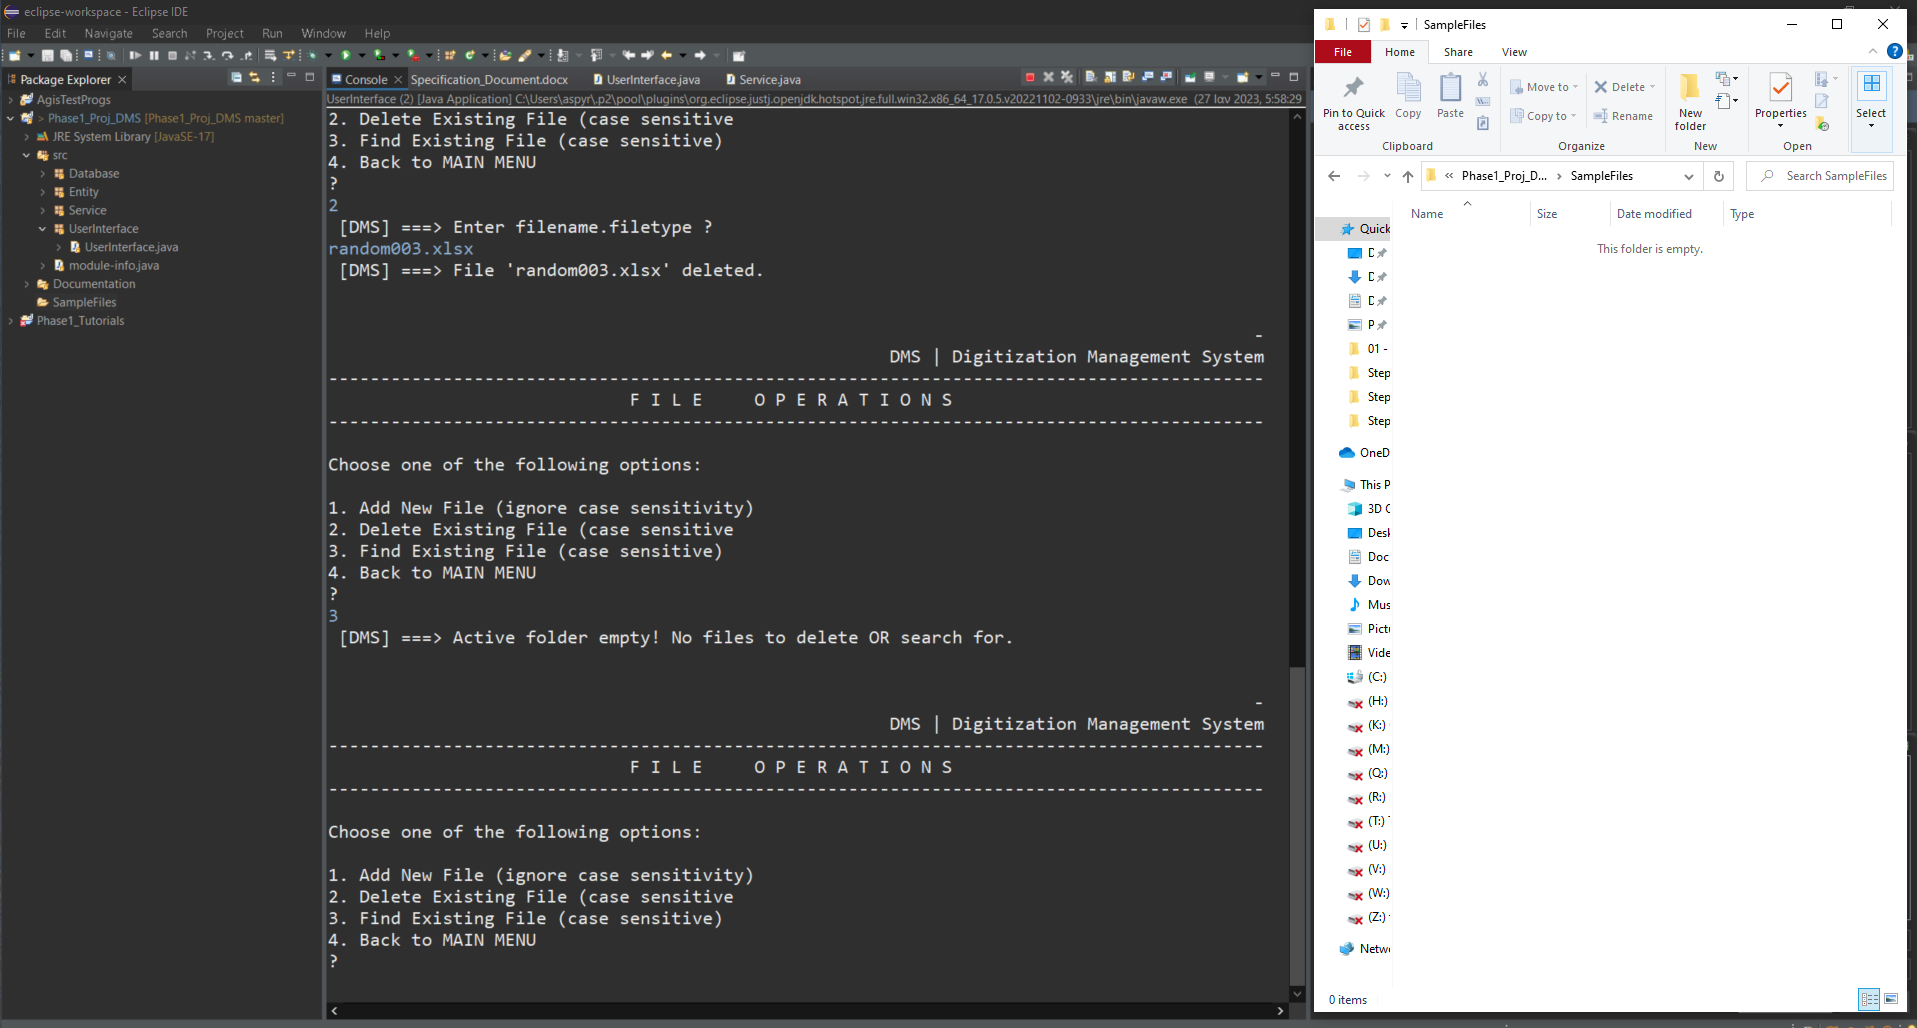 eclipse-workspace - Eclipse IDE
File Edit Navigate Search Project Run Window Help
Package Explorer
AgisTestProgs
> Phase1_Proj_DMS [Phase1_Proj_DMS master]
JRE System Library [JavaSE-17]
src
Database
Entity
Service
UserInterface
UserInterface.java
module-info.java
Documentation
SampleFiles
Phase1_Tutorials
Console Specification_Document.docx UserInterface.java Service.java
UserInterface (2) [Java Application] C:\Users\aspyr\.p2\pool\plugins\org.eclipse.justj.openjdk.hotspot.jre.full.win32.x86_64_17.0.5.v20221102-0933\jre\bin\javaw.exe (27 Ιαν 2023, 5:58:29
2. Delete Existing File (case sensitive
3. Find Existing File (case sensitive)
4. Back to MAIN MENU
?
2
[DMS] ===> Enter filename.filetype ?
random003.xlsx
[DMS] ===> File 'random003.xlsx' deleted.
-
DMS | Digitization Management System
------------------------------------------------------------------------------------------
F I L E     O P E R A T I O N S
------------------------------------------------------------------------------------------
Choose one of the following options:
1. Add New File (ignore case sensitivity)
2. Delete Existing File (case sensitive
3. Find Existing File (case sensitive)
4. Back to MAIN MENU
?
3
[DMS] ===> Active folder empty! No files to delete OR search for.
-
DMS | Digitization Management System
------------------------------------------------------------------------------------------
F I L E     O P E R A T I O N S
------------------------------------------------------------------------------------------
Choose one of the following options:
1. Add New File (ignore case sensitivity)
2. Delete Existing File (case sensitive
3. Find Existing File (case sensitive)
4. Back to MAIN MENU
?
SampleFiles
File Home Share View
Pin to Quick access
Copy
Paste
Clipboard
Move to
Copy to
Delete
Rename
Organize
New folder
New
Properties
Open
Select
« Phase1_Proj_D... > SampleFiles
Search SampleFiles
Name Size Date modified Type
This folder is empty.
Quick
D
D
D
P
01 -
Step
Step
Step
OneD
This P
3D O
Desk
Doc
Dow
Mus
Pictu
Vide
(C:)
(H:)
(K:)
(M:)
(Q:)
(R:)
(T:)
(U:)
(V:)
(W:)
(Z:)
Netwo
0 items